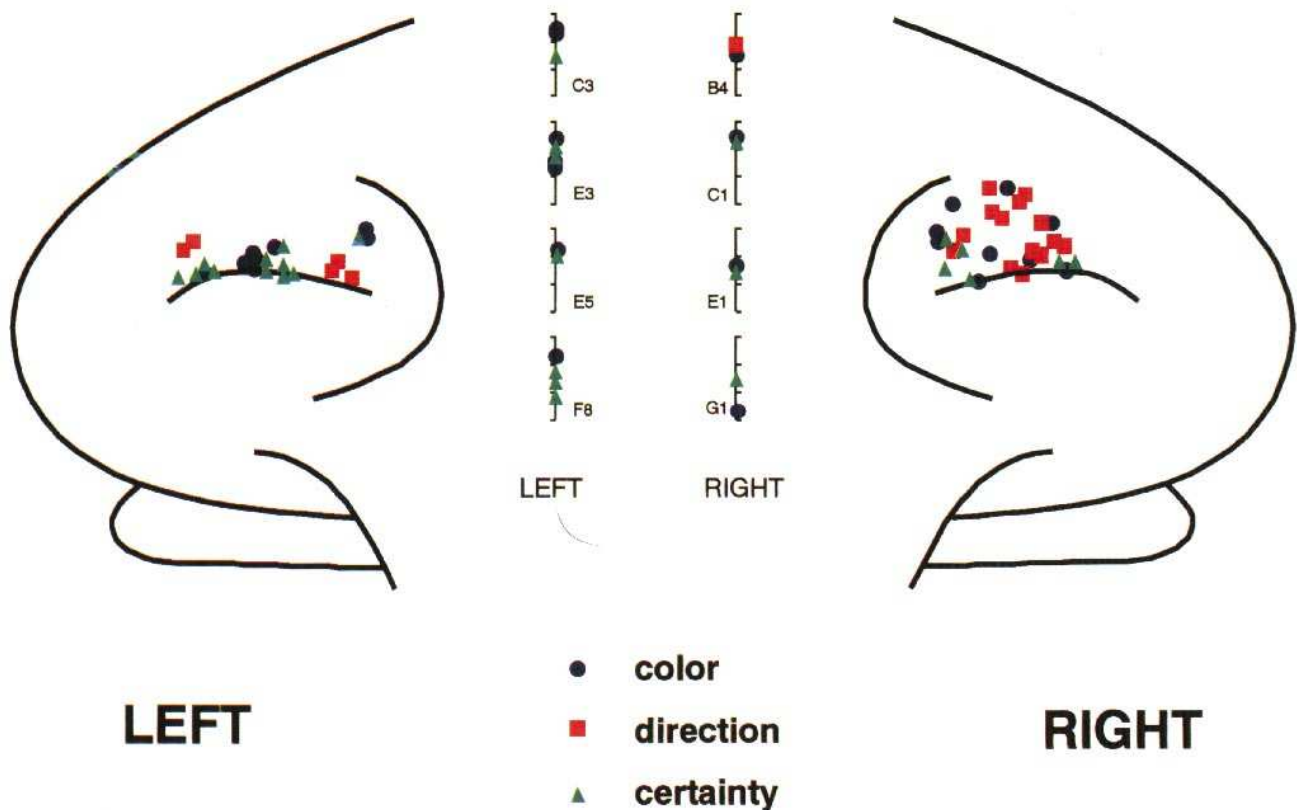 C3
B4
E3
C1
E5
E1
F8
G1
LEFT
RIGHT
color
direction
certainty
LEFT
RIGHT